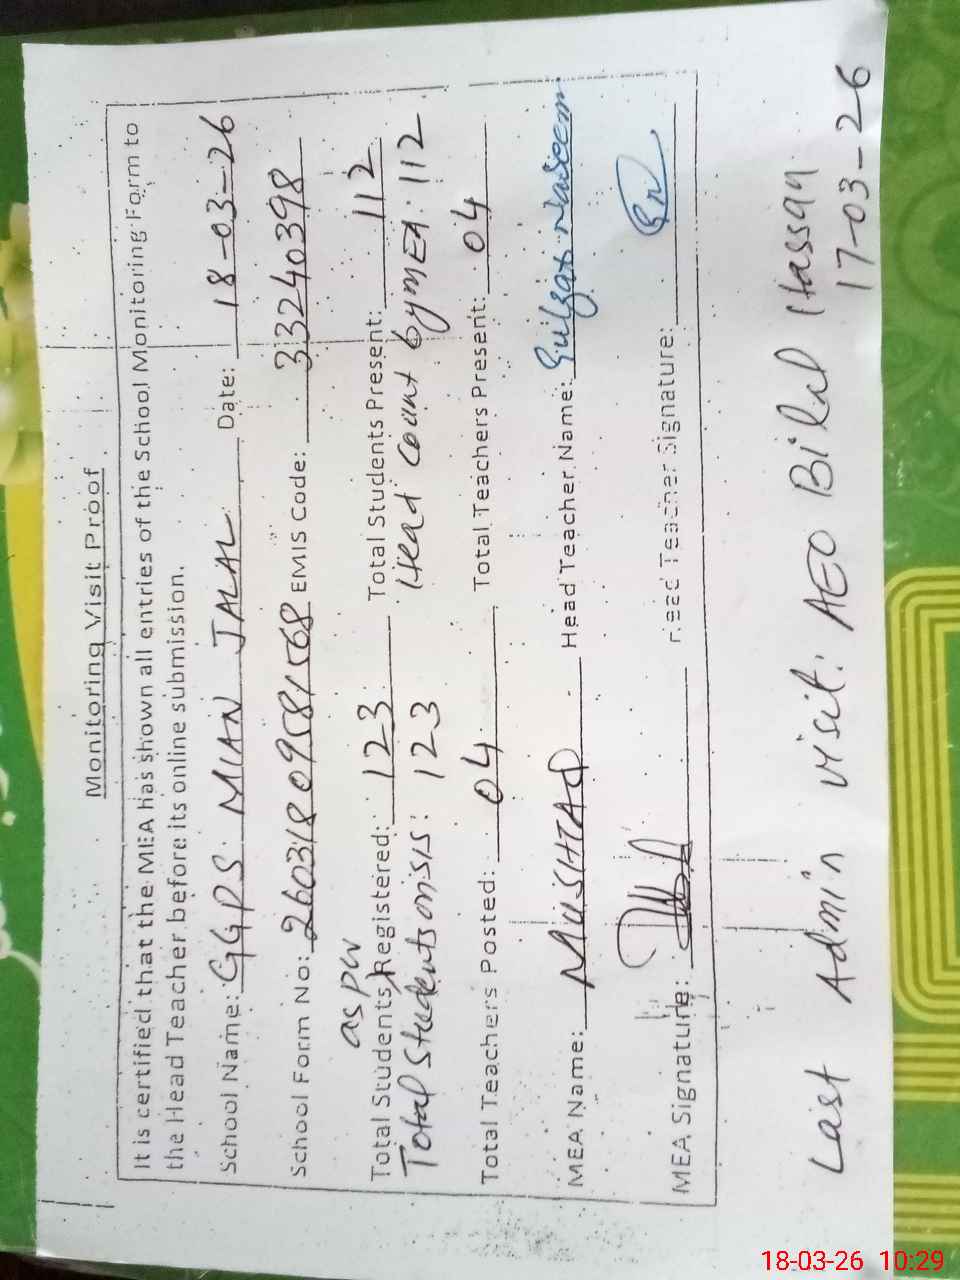 Monitoring Visit Proof
It is certified that the MEA has shown all entries of the School Monitoring Form to
the Head Teacher before its online submission.
School Name: GGPS MIAN JALAL Date: 18-03-26
School Form No: 26031809581568 EMIS Code: 33240398
as per
Total Students Registered: 123 Total Students Present: 112
Total Students on SIS: 123 Head Count by MEA: 112
Total Teachers Posted: 04 Total Teachers Present: 04
MEA Name: MUSHTAQ Head Teacher Name: Gulzar Naseem
MEA Signature: Head Teacher Signature:
Last Admin visit: AEO Bilal Hassan
17-03-26
18-03-26 10:29